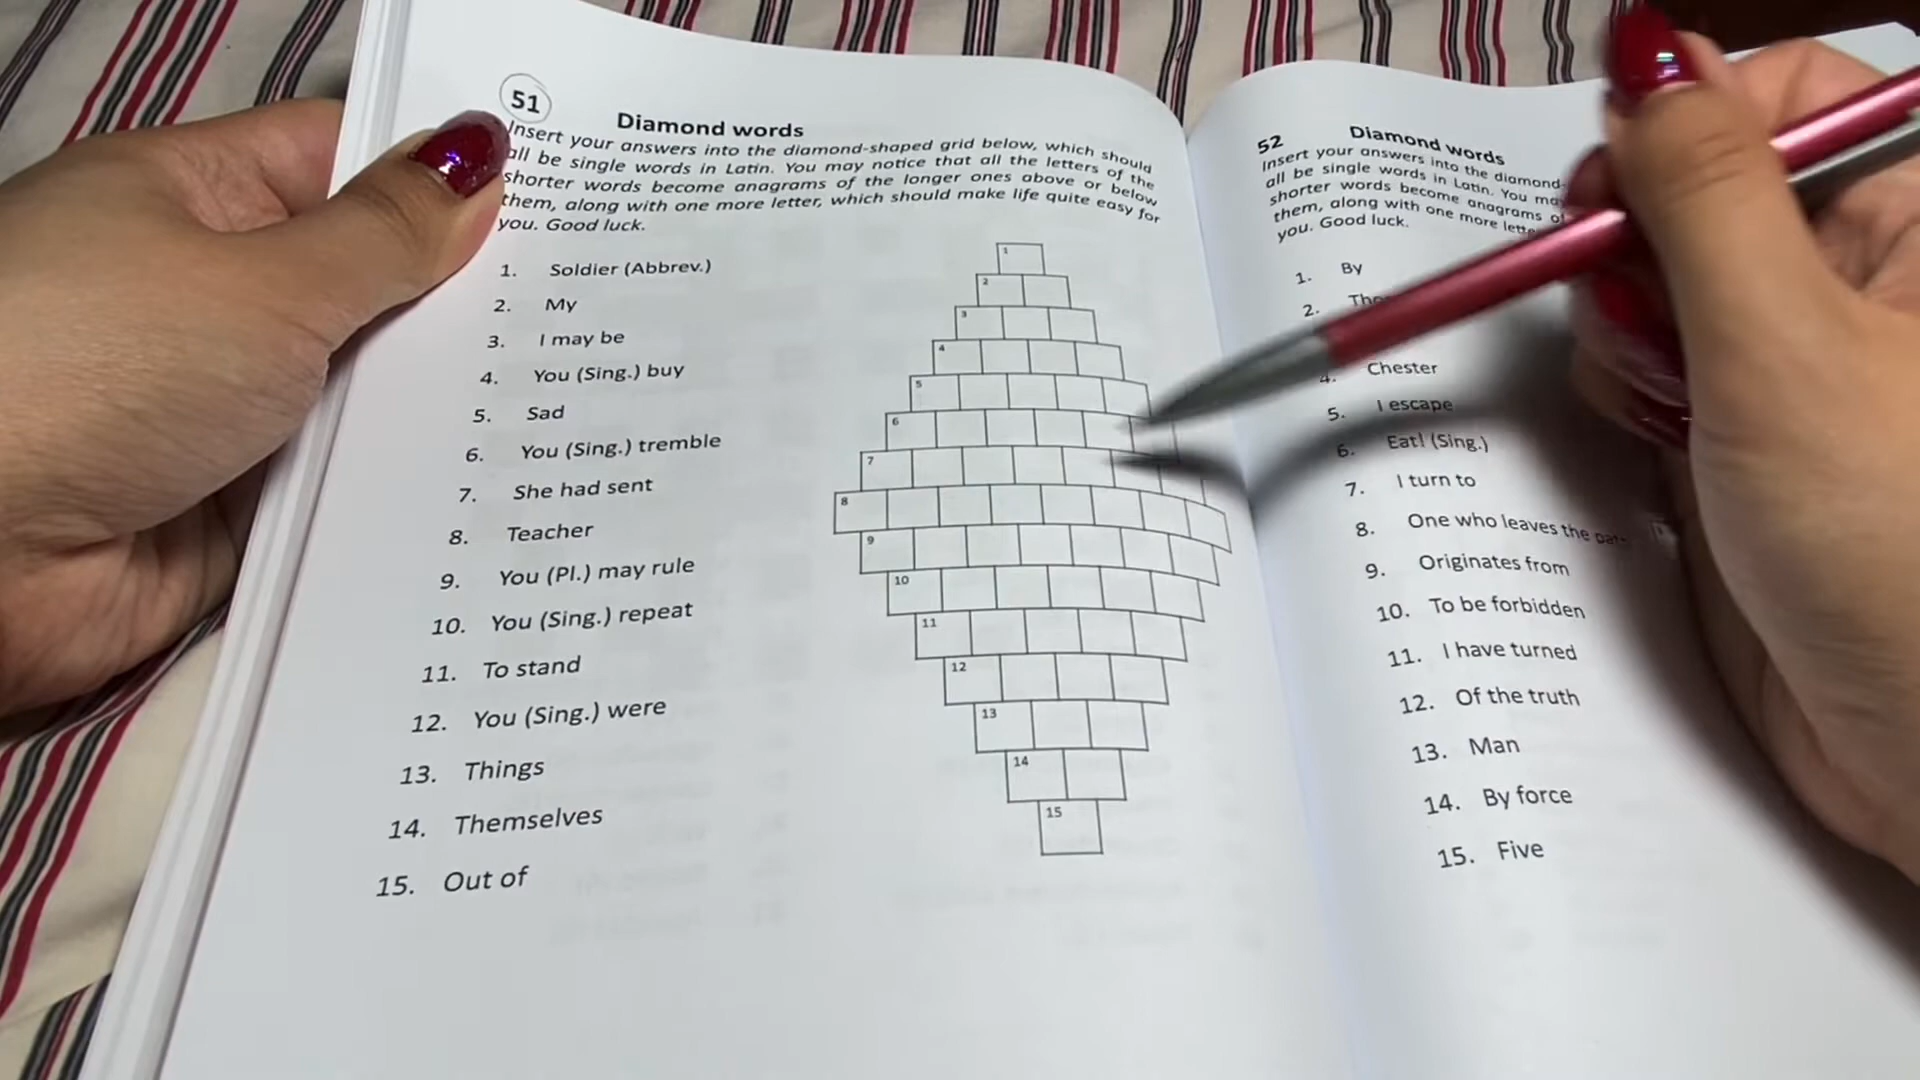 51
Diamond words
Insert your answers into the diamond-shaped grid below, which should
all be single words in Latin. You may notice that all the letters of the
shorter words become anagrams of the longer ones above or below
them, along with one more letter, which should make life quite easy for
you. Good luck.
1. Soldier (Abbrev.)
2. My
3. I may be
4. You (Sing.) buy
5. Sad
6. You (Sing.) tremble
7. She had sent
8. Teacher
9. You (Pl.) may rule
10. You (Sing.) repeat
11. To stand
12. You (Sing.) were
13. Things
14. Themselves
15. Out of
1
2
3
4
5
6
7
8
9
10
11
12
13
14
15
52
Diamond words
Insert your answers into the diamond-
all be single words in Latin. You
shorter words become anagrams
them, along with one more
you. Good luck.
1. By
2.
4. Chester
5. I escape
6. Eat! (Sing.)
7. I turn to
8. One who leaves the
9. Originates from
10. To be forbidden
11. I have turned
12. Of the truth
13. Man
14. By force
15. Five